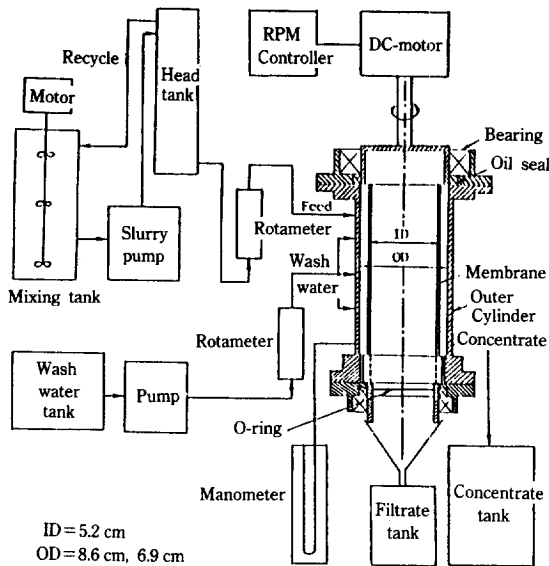 RPM
Controller
DC-motor
Head
tank
Recycle
Motor
Bearing
Oil seal
Feed
Rotameter
ID
OD
Slurry
pump
Mixing tank
Wash
water
Membrane
Outer
Cylinder
Concentrate
Rotameter
Wash
water
tank
Pump
O-ring
Manometer
Filtrate
tank
Concentrate
tank
ID = 5.2 cm
OD = 8.6 cm, 6.9 cm